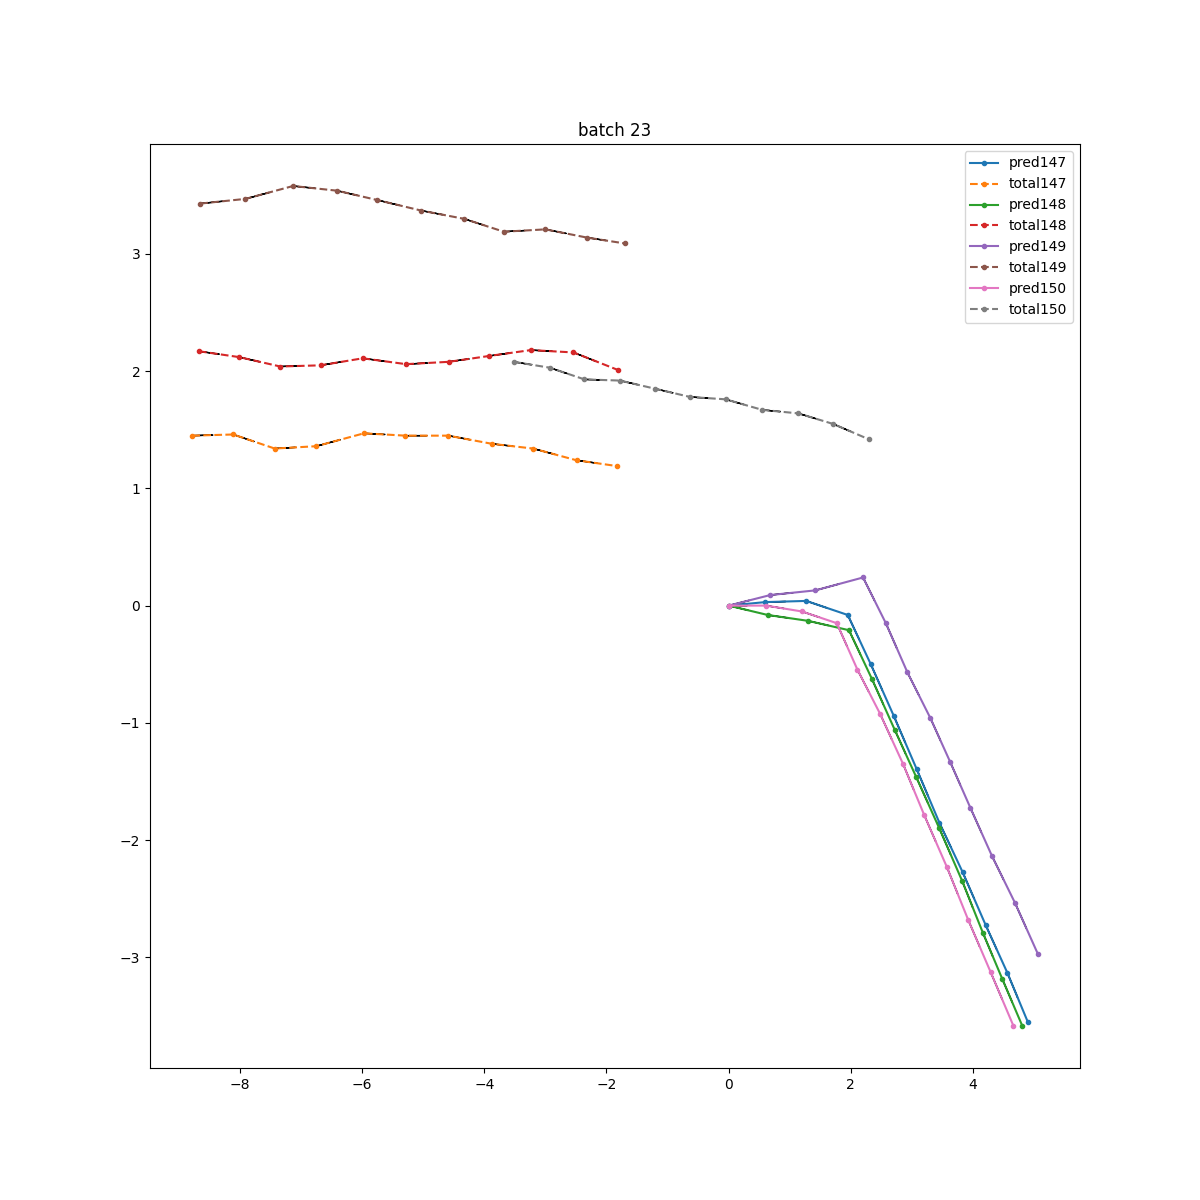 batch 23
pred147
total147
pred148
total148
pred149
total149
pred150
total150
3
2
1
0
−1
−2
−3
−8 −6 −4 −2 0 2 4